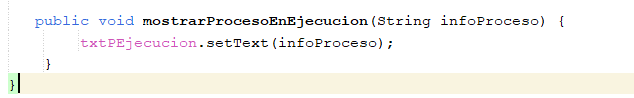 public void mostrarProcesoEnEjecucion(String infoProceso) {
txtPEjecucion.setText(infoProceso);
}
}